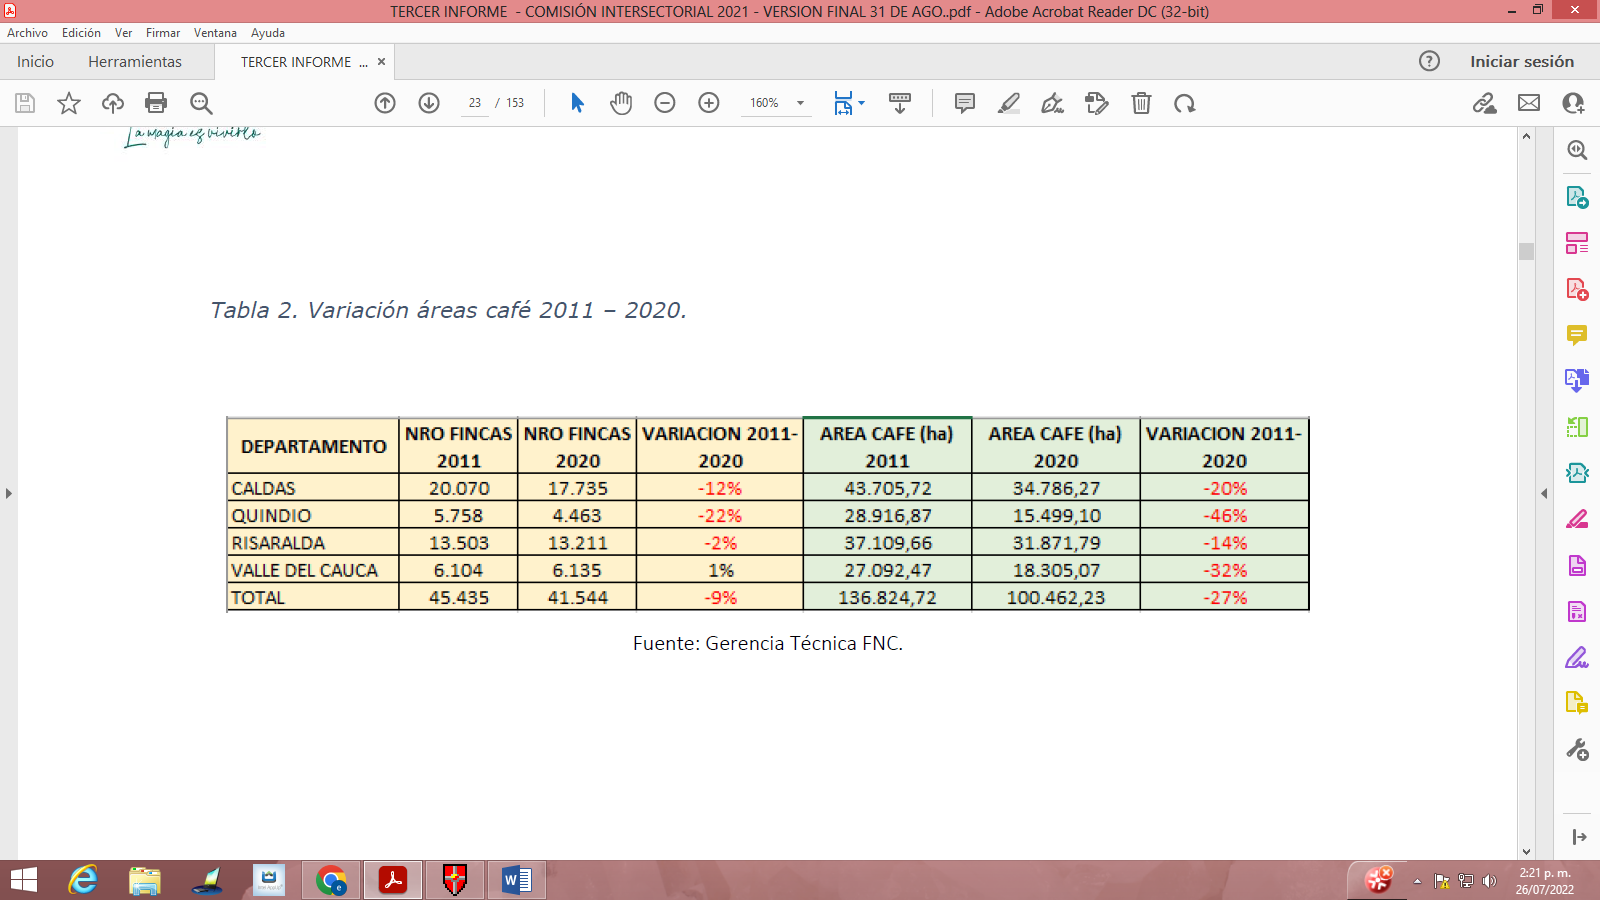 TERCER INFORME - COMISIÓN INTERSECTORIAL 2021 - VERSION FINAL 31 DE AGO..pdf - Adobe Acrobat Reader DC (32-bit)
Archivo Edición Ver Firmar Ventana Ayuda
Inicio Herramientas TERCER INFORME ... × Iniciar sesión
23 / 153 160%
La magia es vivirlo
Tabla 2. Variación áreas café 2011 – 2020.
DEPARTAMENTO NRO FINCAS 2011 NRO FINCAS 2020 VARIACION 2011-2020 AREA CAFE (ha) 2011 AREA CAFE (ha) 2020 VARIACION 2011-2020
CALDAS 20.070 17.735 -12% 43.705,72 34.786,27 -20%
QUINDIO 5.758 4.463 -22% 28.916,87 15.499,10 -46%
RISARALDA 13.503 13.211 -2% 37.109,66 31.871,79 -14%
VALLE DEL CAUCA 6.104 6.135 1% 27.092,47 18.305,07 -32%
TOTAL 45.435 41.544 -9% 136.824,72 100.462,23 -27%
Fuente: Gerencia Técnica FNC.
2:21 p. m.
26/07/2022